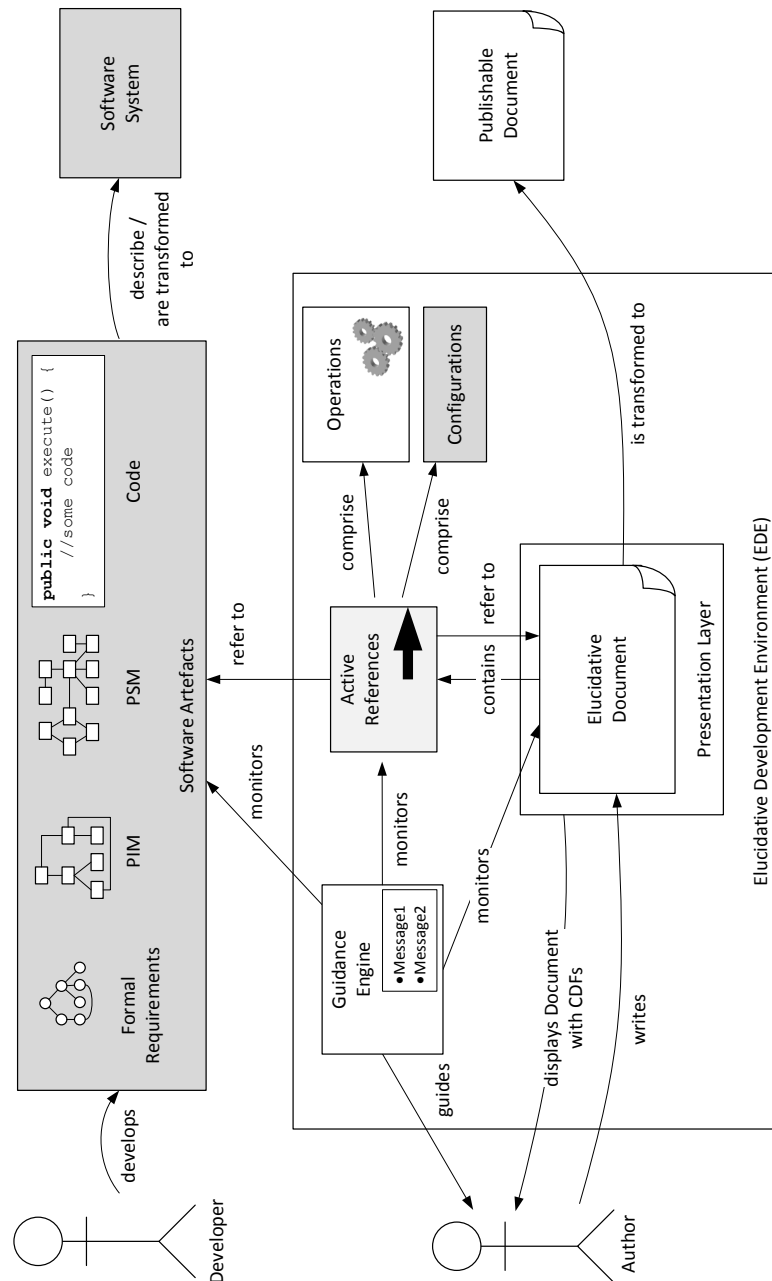 Developer
develops
Formal
Requirements
PIM
PSM
public void execute() {
//some code
}
Code
Software Artefacts
describe /
are transformed
to
Software
System
monitors
refer to
Guidance
Engine
• Message1
• Message2
monitors
Active
References
comprise
Operations
comprise
Configurations
guides
monitors
contains
refer to
displays Document
with CDFs
Elucidative
Document
Presentation Layer
is transformed to
Publishable
Document
writes
Author
Elucidative Development Environment (EDE)